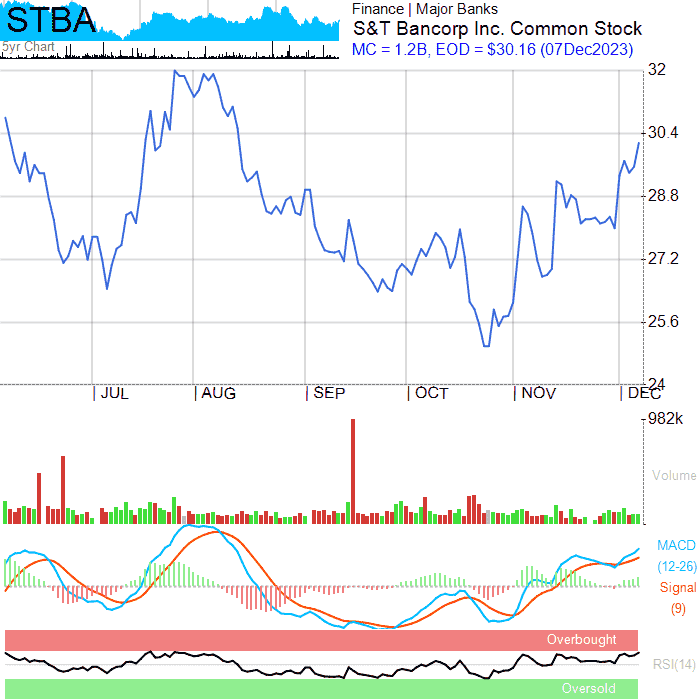 STBA
5yr Chart
Finance | Major Banks
S&T Bancorp Inc. Common Stock
MC = 1.2B, EOD = $30.16 (07Dec2023)
32
30.4
28.8
27.2
25.6
24
JUL AUG SEP OCT NOV DEC
982k
Volume
MACD
(12-26)
Signal
(9)
Overbought
RSI(14)
Oversold